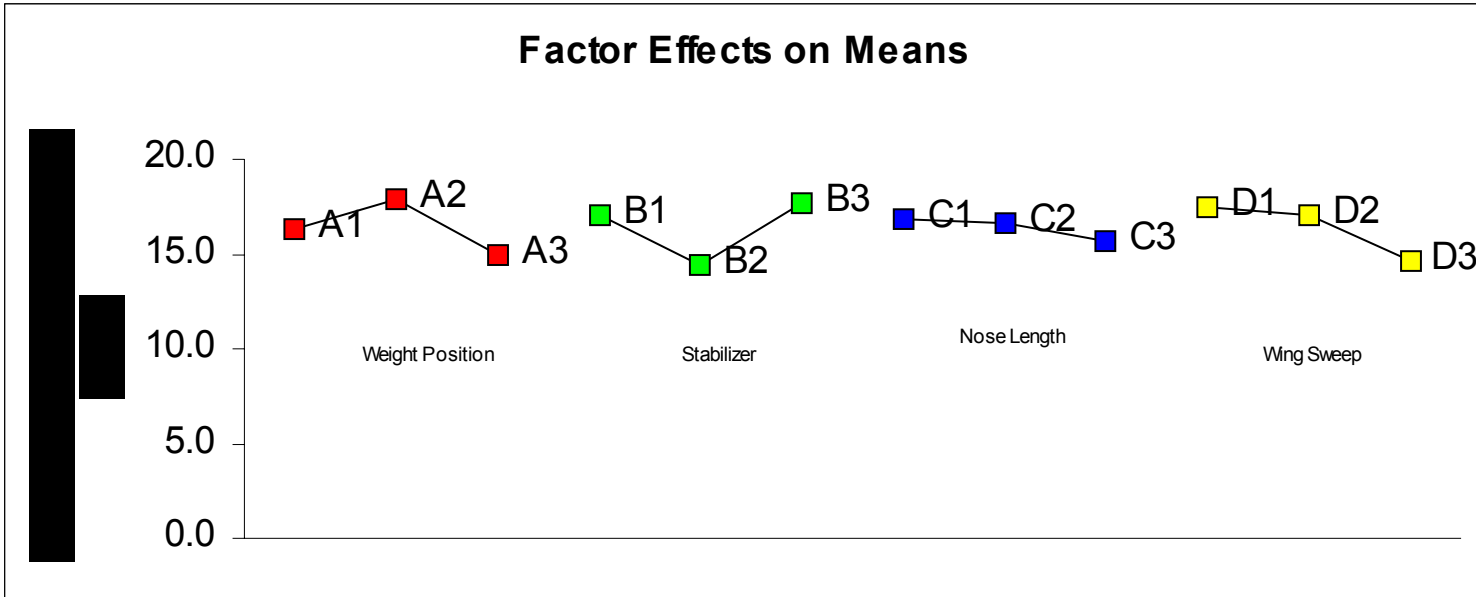 Factor Effects on Means
20.0
15.0
10.0
5.0
0.0
A1
A2
A3
B1
B2
B3
C1
C2
C3
D1
D2
D3
Weight Position
Stabilizer
Nose Length
Wing Sweep